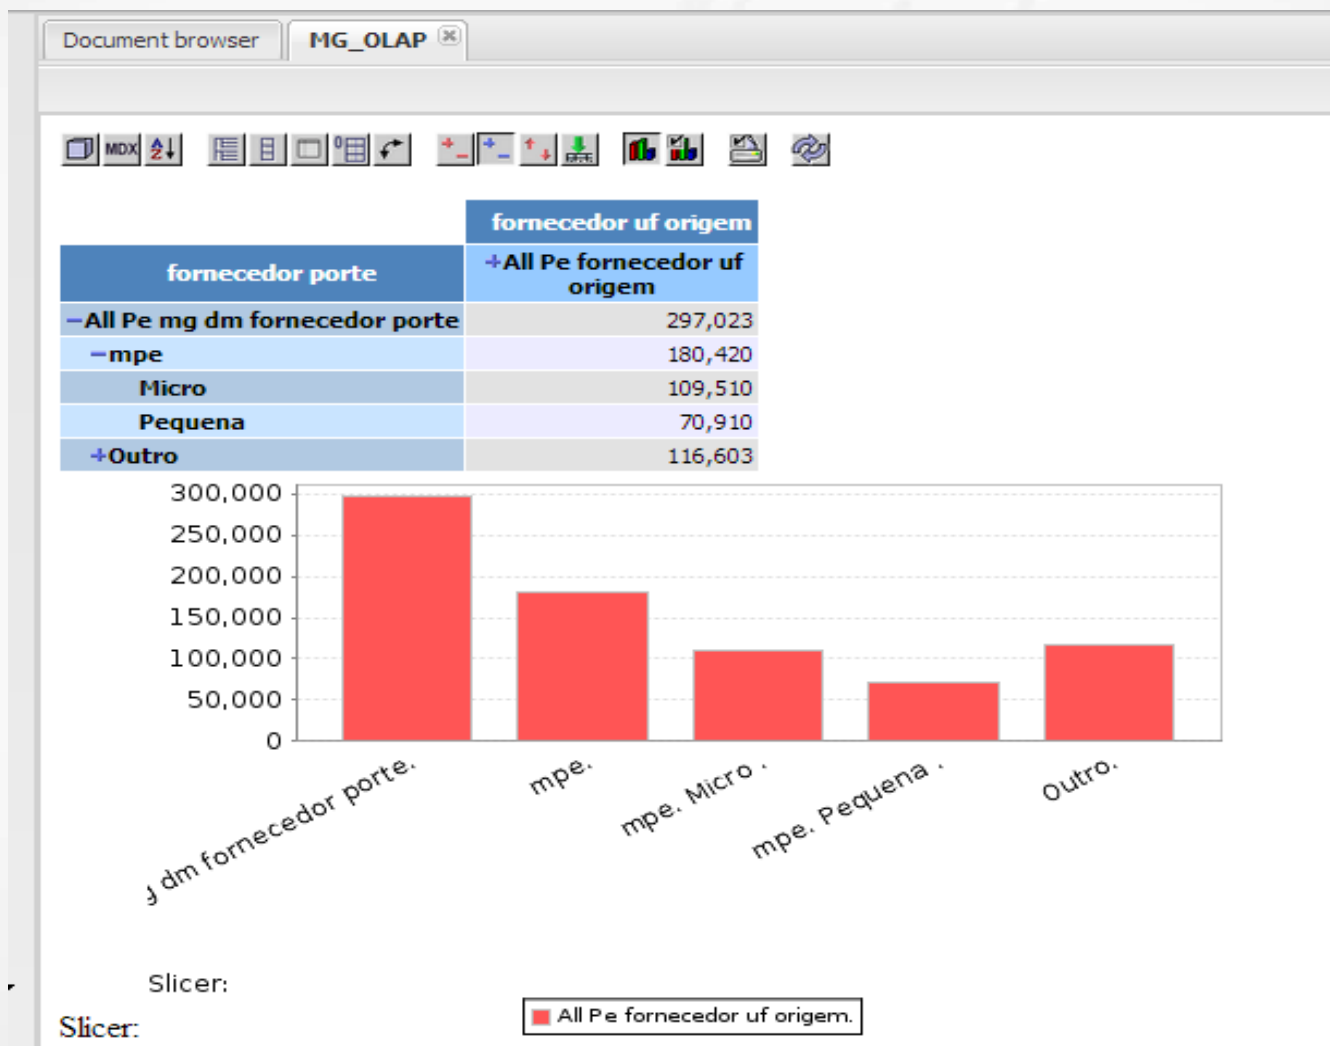 Document browser MG_OLAP
MDX
fornecedor uf origem
fornecedor porte +All Pe fornecedor uf origem
−All Pe mg dm fornecedor porte 297,023
−mpe 180,420
Micro 109,510
Pequena 70,910
+Outro 116,603
300,000
250,000
200,000
150,000
100,000
50,000
0
g dm fornecedor porte.
mpe.
mpe. Micro .
mpe. Pequena .
Outro.
Slicer:
All Pe fornecedor uf origem.
Slicer: